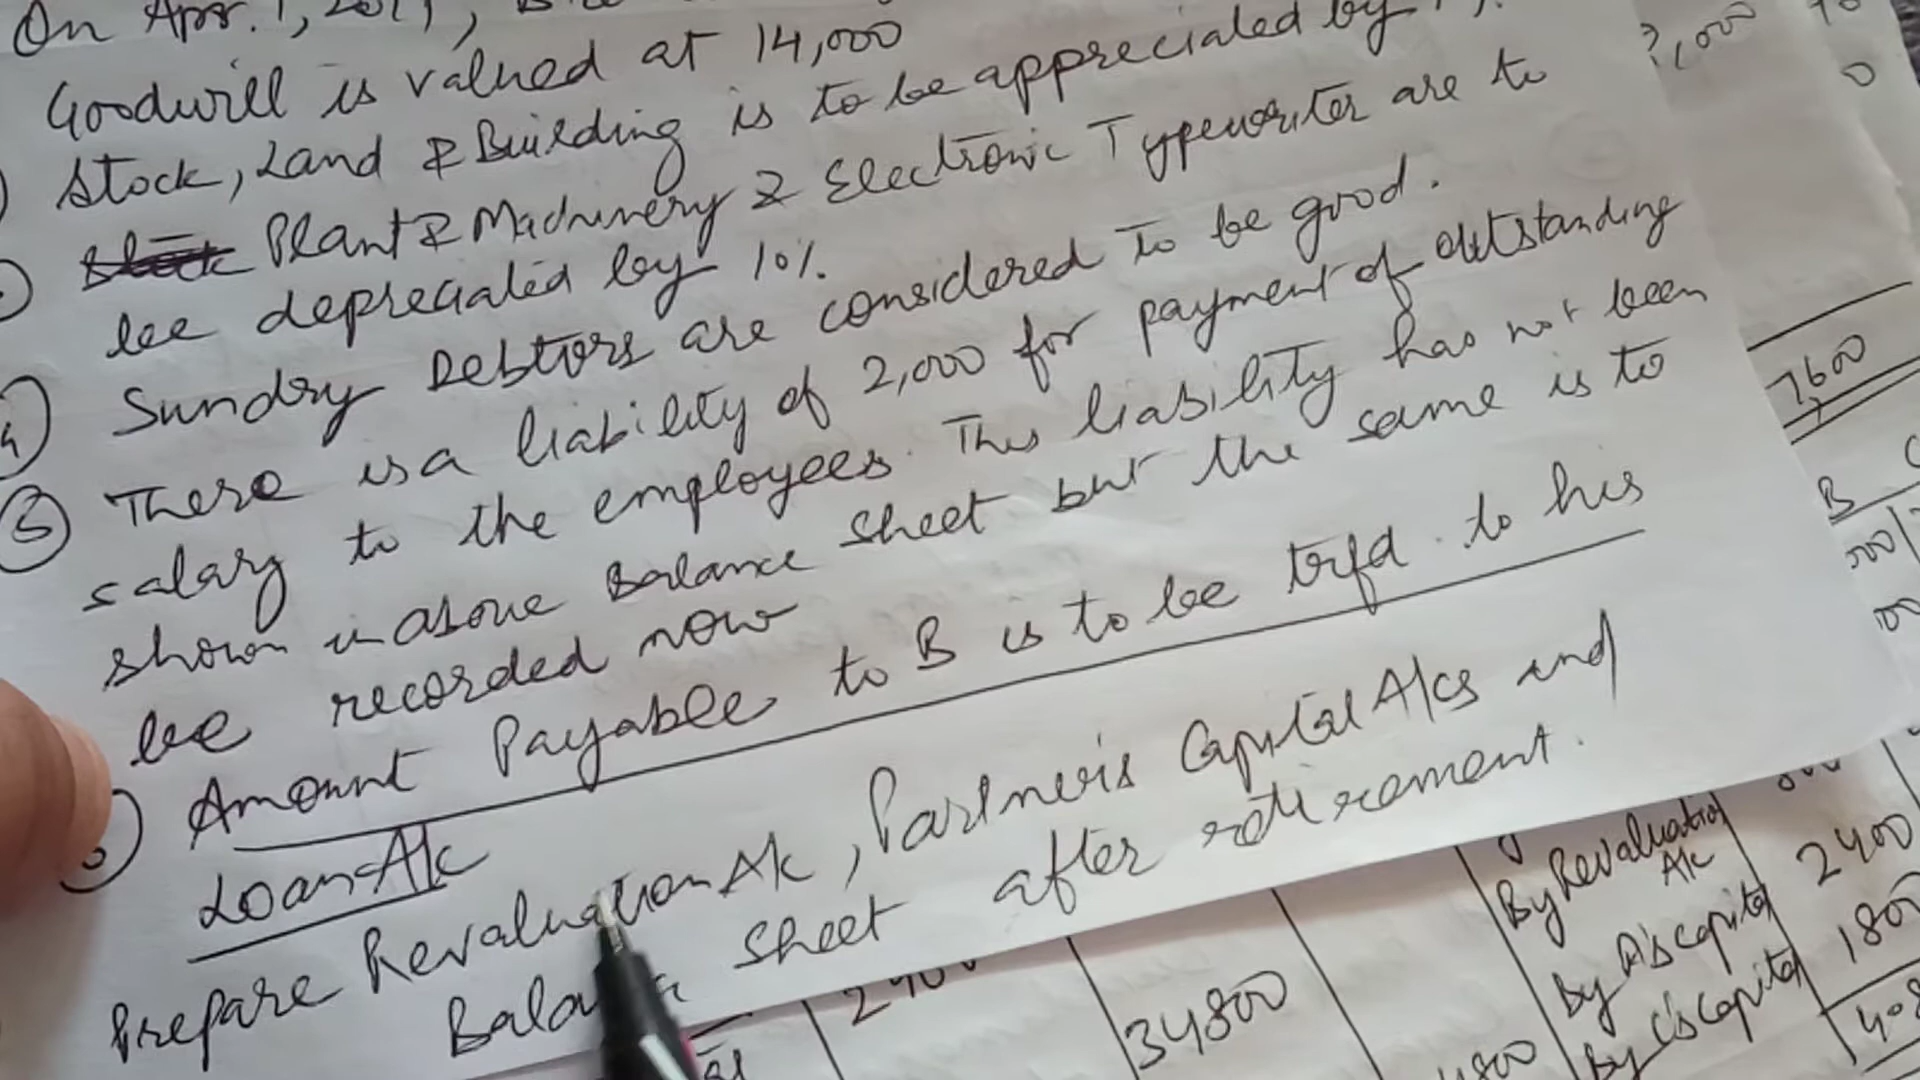 On Apr. 1,
Goodwill is valued at 14,000
Stock, Land & Building is to be appreciated by
Plant & Machinery & Electronic Typewriter are to
be depreciated by 10%.
4) Sundry Debtors are considered to be good.
5) There is a liability of 2,000 for payment of outstanding
salary to the employees. This liability has not been
shown in above Balance Sheet but the same is to
be recorded now
Amount Payable to B is to be trfd. to his
Loan A/c
Prepare Revaluation A/c, Partner's Capital A/cs and
Sheet after retirement.
,000
0
7,600
B C
34800
By Revaluation
A/c
2400
By A's capital
1800
By C's capital